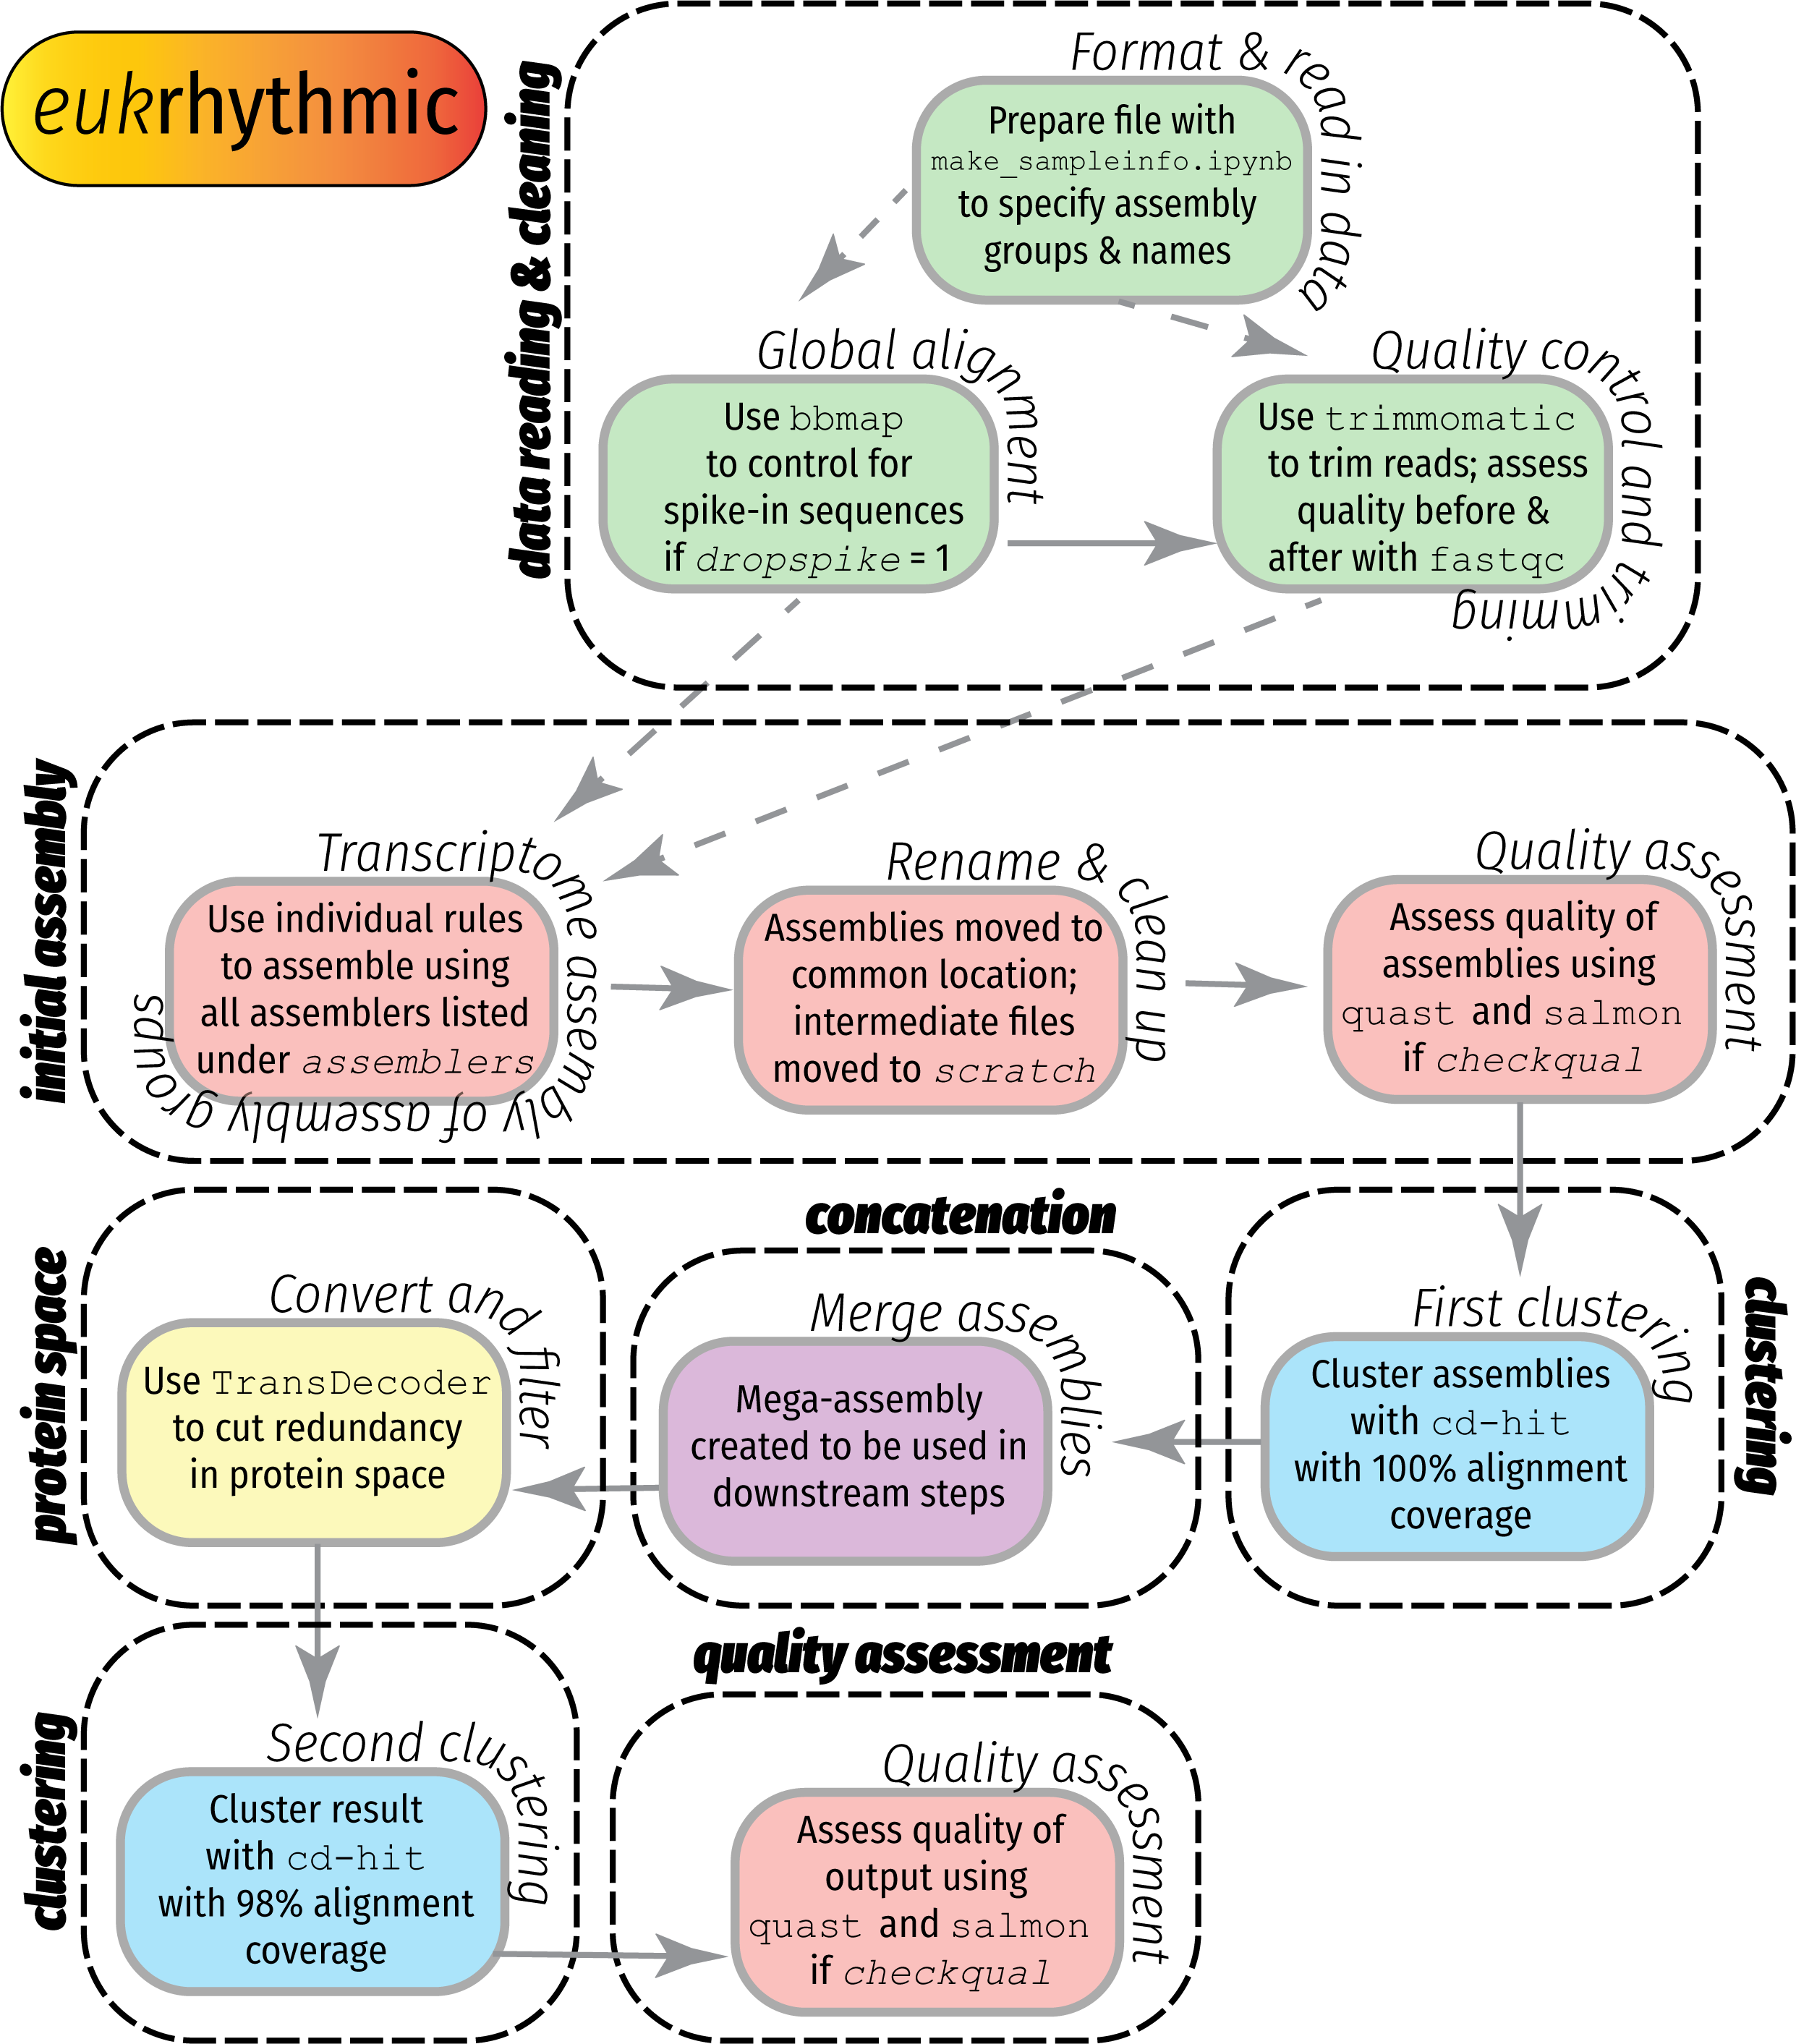 eukrhythmic
data reading & cleaning
Format & read in data
Prepare file with
make_sampleinfo.ipynb
to specify assembly
groups & names
Global alignment
Use bbmap
to control for
spike-in sequences
if dropspike = 1
Quality control and trimming
Use trimmomatic
to trim reads; assess
quality before &
after with fastqc
initial assembly
Transcriptome assembly of assembly groups
Use individual rules
to assemble using
all assemblers listed
under assemblers
Rename & clean up
Assemblies moved to
common location;
intermediate files
moved to scratch
Quality assessment
Assess quality of
assemblies using
quast and salmon
if checkqual
clustering
First clustering
Cluster assemblies
with cd-hit
with 100% alignment
coverage
concatenation
Merge assemblies
Mega-assembly
created to be used in
downstream steps
protein space
Convert and filter
Use TransDecoder
to cut redundancy
in protein space
clustering
Second clustering
Cluster result
with cd-hit
with 98% alignment
coverage
quality assessment
Quality assessment
Assess quality of
output using
quast and salmon
if checkqual